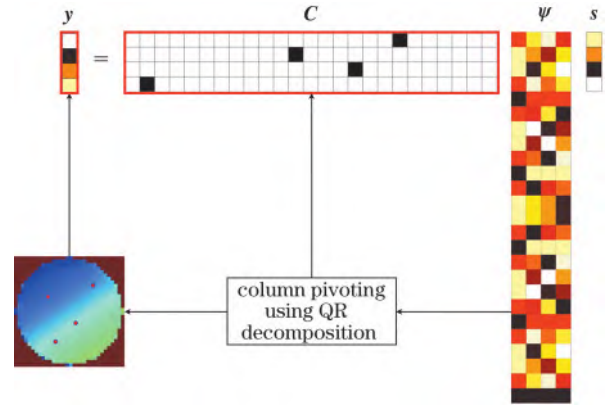 y
=
C
ψ
s
column pivoting
using QR
decomposition